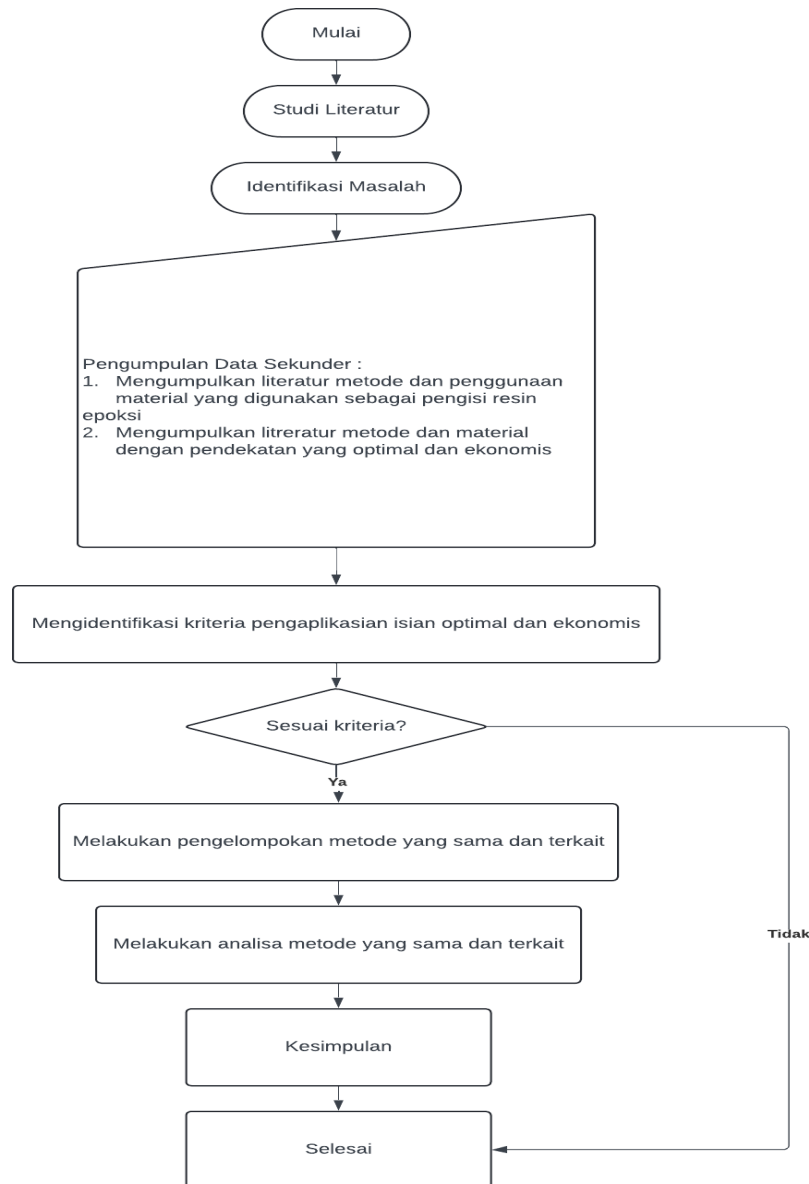 Mulai
Studi Literatur
Identifikasi Masalah
Pengumpulan Data Sekunder :
1. Mengumpulkan literatur metode dan penggunaan
material yang digunakan sebagai pengisi resin
epoksi
2. Mengumpulkan litreratur metode dan material
dengan pendekatan yang optimal dan ekonomis
Mengidentifikasi kriteria pengaplikasian isian optimal dan ekonomis
Sesuai kriteria?
Ya
Melakukan pengelompokan metode yang sama dan terkait
Tidak
Melakukan analisa metode yang sama dan terkait
Kesimpulan
Selesai